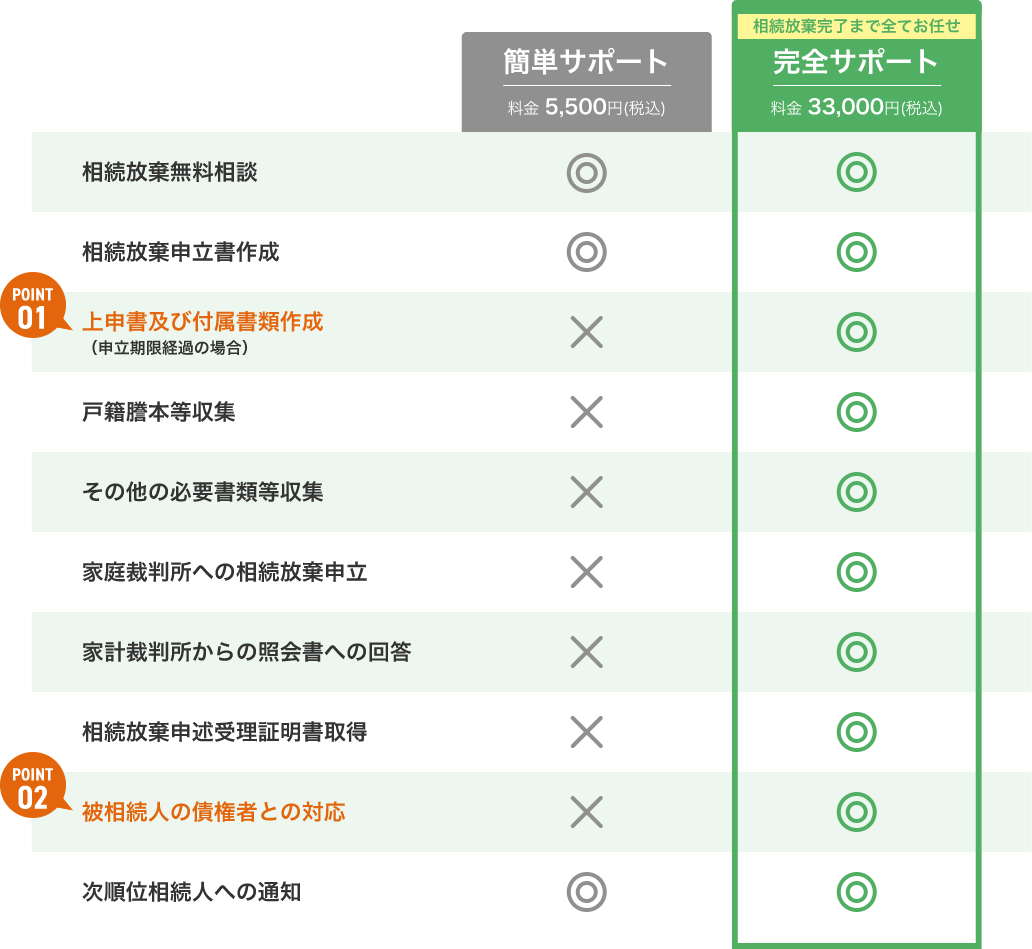 相続放棄完了まで全てお任せ
簡単サポート
完全サポート
料金 5,500円(税込)
料金 33,000円(税込)
相続放棄無料相談
◎
◎
相続放棄申立書作成
◎
◎
POINT
01
上申書及び付属書類作成
(申立期限経過の場合)
×
◎
戸籍謄本等収集
×
◎
その他の必要書類等収集
×
◎
家庭裁判所への相続放棄申立
×
◎
家計裁判所からの照会書への回答
×
◎
相続放棄申述受理証明書取得
×
◎
POINT
02
被相続人の債権者との対応
×
◎
次順位相続人への通知
◎
◎